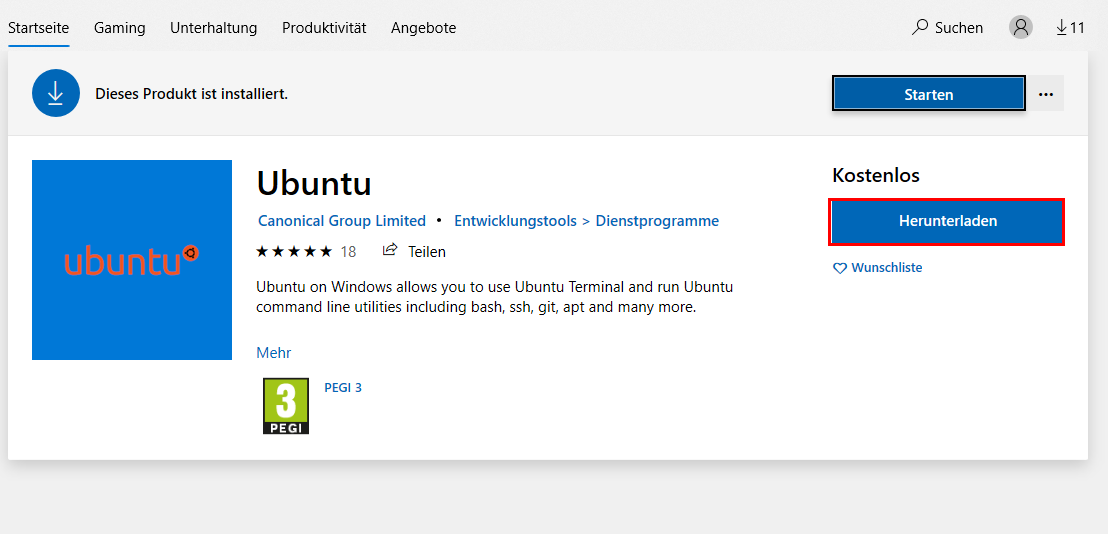 Startseite Gaming Unterhaltung Produktivität Angebote Suchen 11
Dieses Produkt ist installiert. Starten ...
Ubuntu
Kostenlos
Canonical Group Limited • Entwicklungstools > Dienstprogramme
Herunterladen
ubuntu
★★★★★ 18 Teilen
Wunschliste
Ubuntu on Windows allows you to use Ubuntu Terminal and run Ubuntu
command line utilities including bash, ssh, git, apt and many more.
Mehr
3
PEGI
PEGI 3